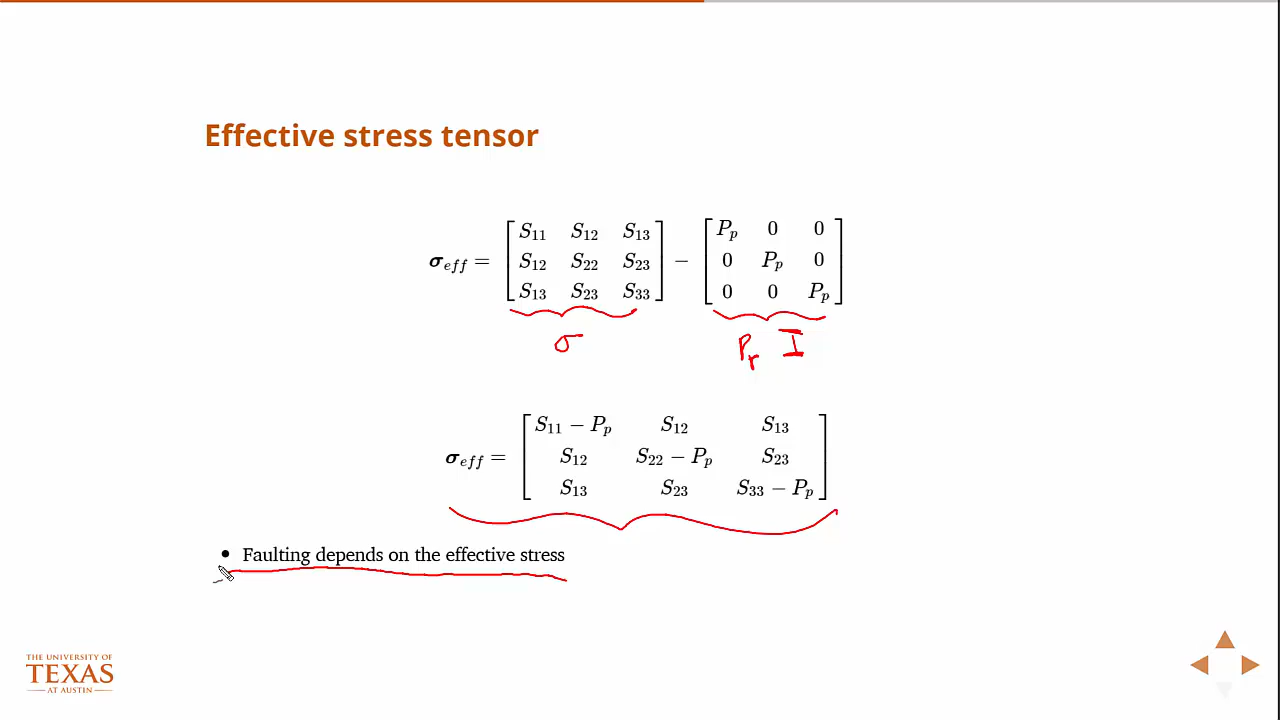 Effective stress tensor
σeff = [S11 S12 S13; S12 S22 S23; S13 S23 S33] − [Pp 0 0; 0 Pp 0; 0 0 Pp]
σ Pr I
σeff = [S11 − Pp S12 S13; S12 S22 − Pp S23; S13 S23 S33 − Pp]
• Faulting depends on the effective stress
THE UNIVERSITY OF
TEXAS
AT AUSTIN